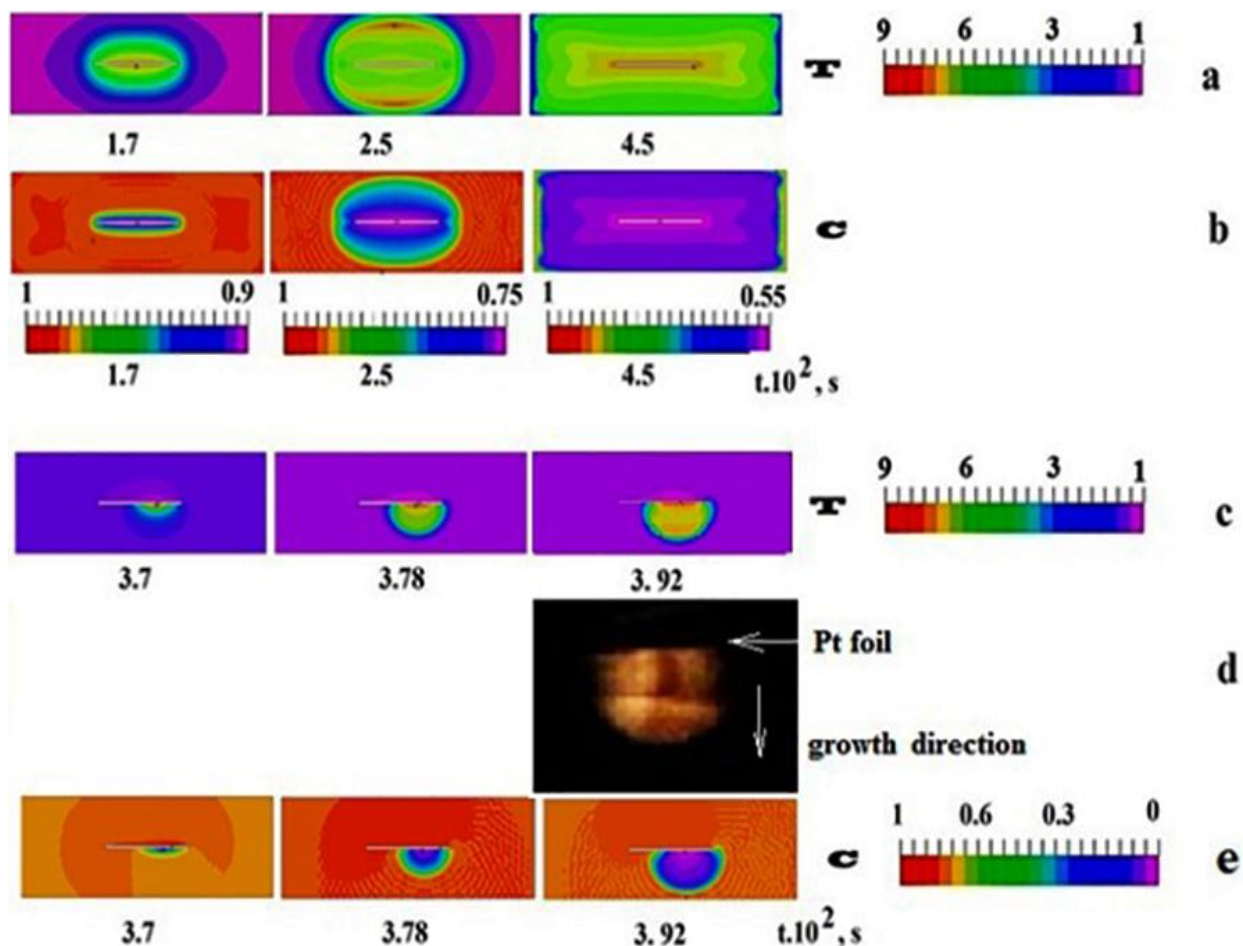 9 6 3 1
T a
1.7 2.5 4.5
c b
1 0.9 1 0.75 1 0.55
1.7 2.5 4.5 t.10², s
9 6 3 1
T c
3.7 3.78 3. 92
Pt foil
d
growth direction
1 0.6 0.3 0
c e
3.7 3.78 3. 92 t.10², s